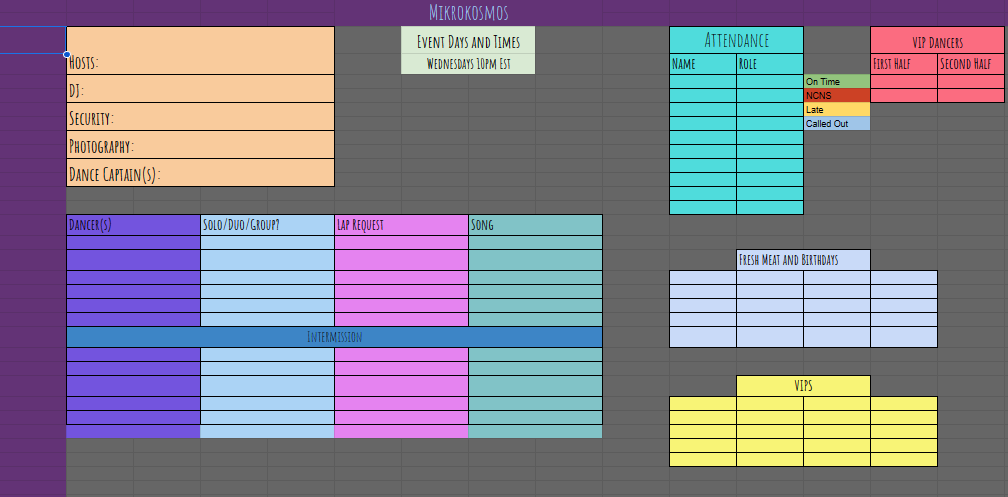 Mikrokosmos
Hosts:
DJ:
Security:
Photography:
Dance Captain(s):
Event Days and Times
Wednesdays 10pm Est
Attendance
Name Role
On Time
NCNS
Late
Called Out
VIP Dancers
First Half Second Half
Dancer(s) Solo/Duo/Group? Lap Request Song
Intermission
Fresh Meat and Birthdays
VIPs